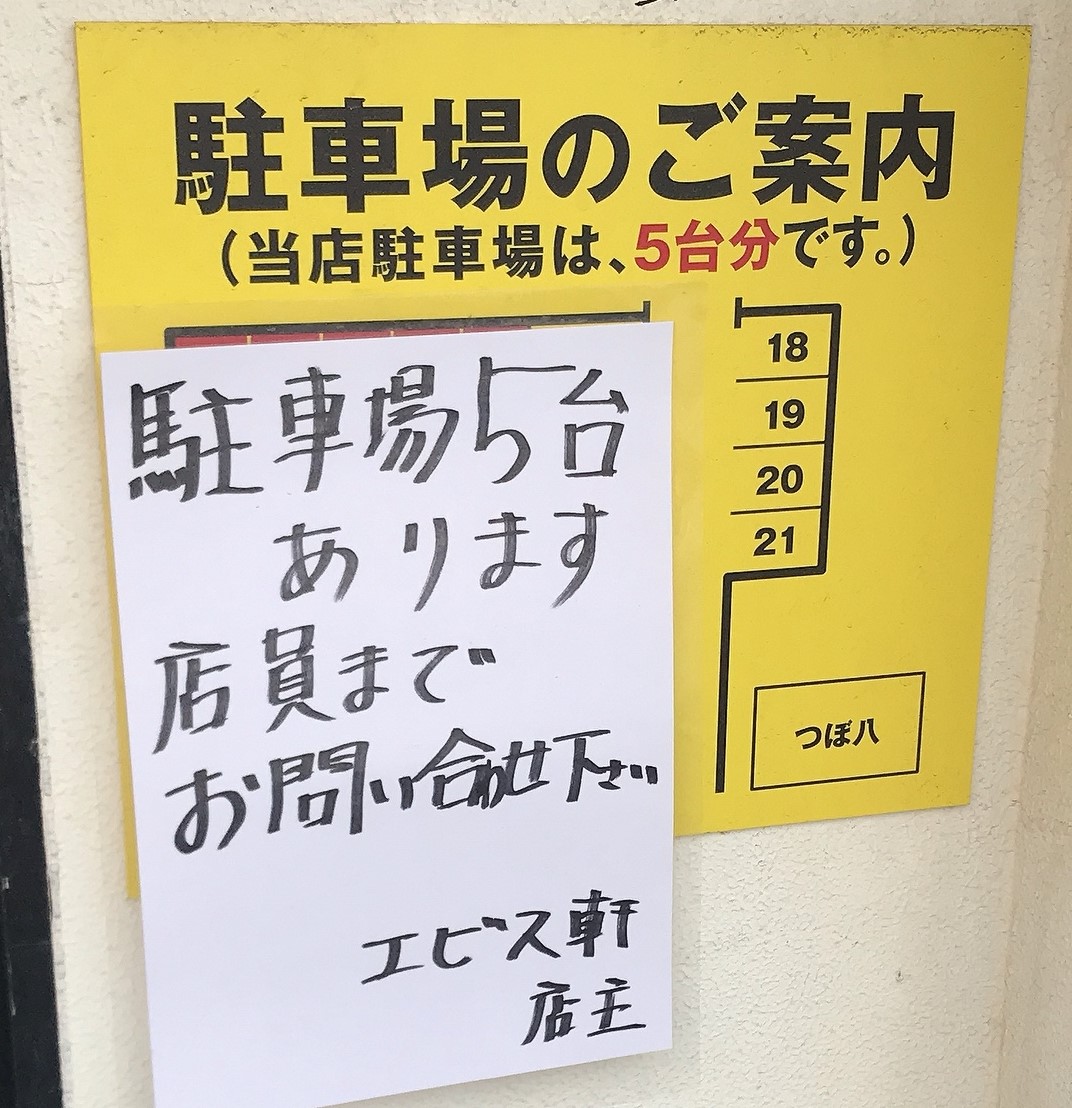 駐車場のご案内
(当店駐車場は、5台分です。)
18
19
20
21
つぼ八
駐車場5台
あります
店員まで
お問い合わせ下さい
エビス軒
店主